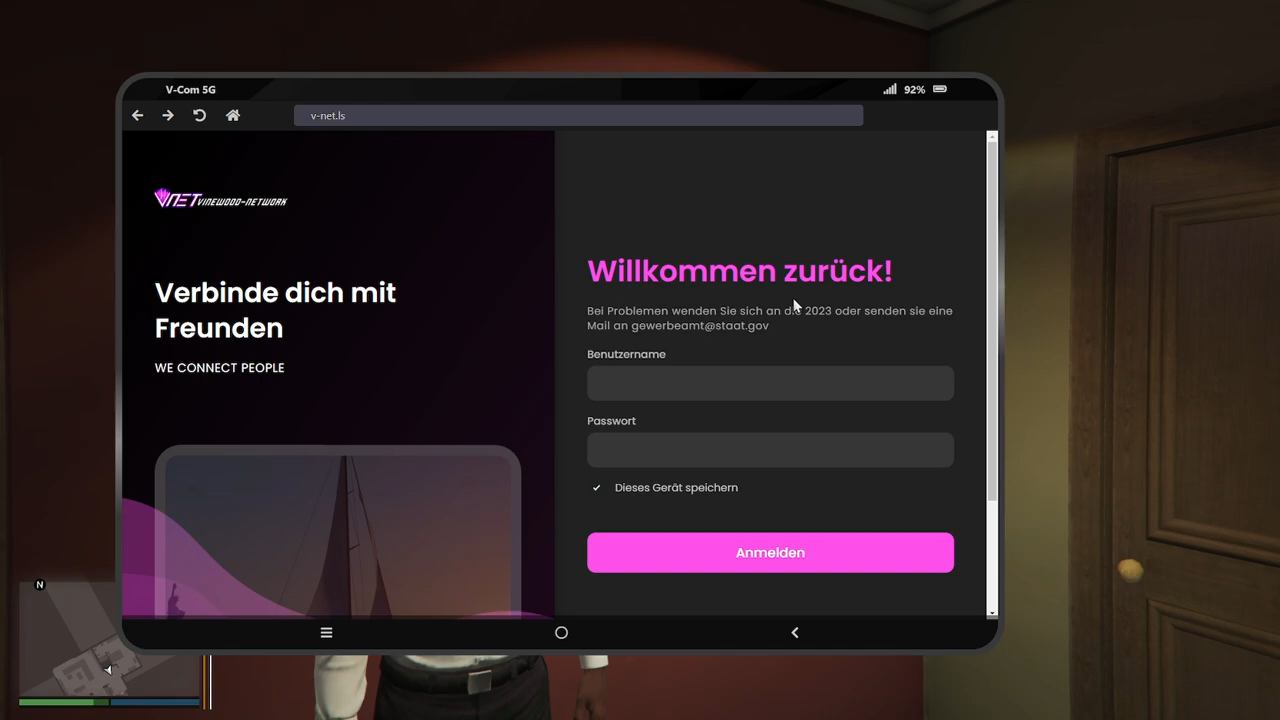 V-Com 5G
92%
v-net.ls
VNET VINEWOOD-NETWORK
Verbinde dich mit
Freunden
WE CONNECT PEOPLE
Willkommen zurück!
Bei Problemen wenden Sie sich an die 2023 oder senden sie eine
Mail an gewerbeamt@staat.gov
Benutzername
Passwort
Dieses Gerät speichern
Anmelden
N